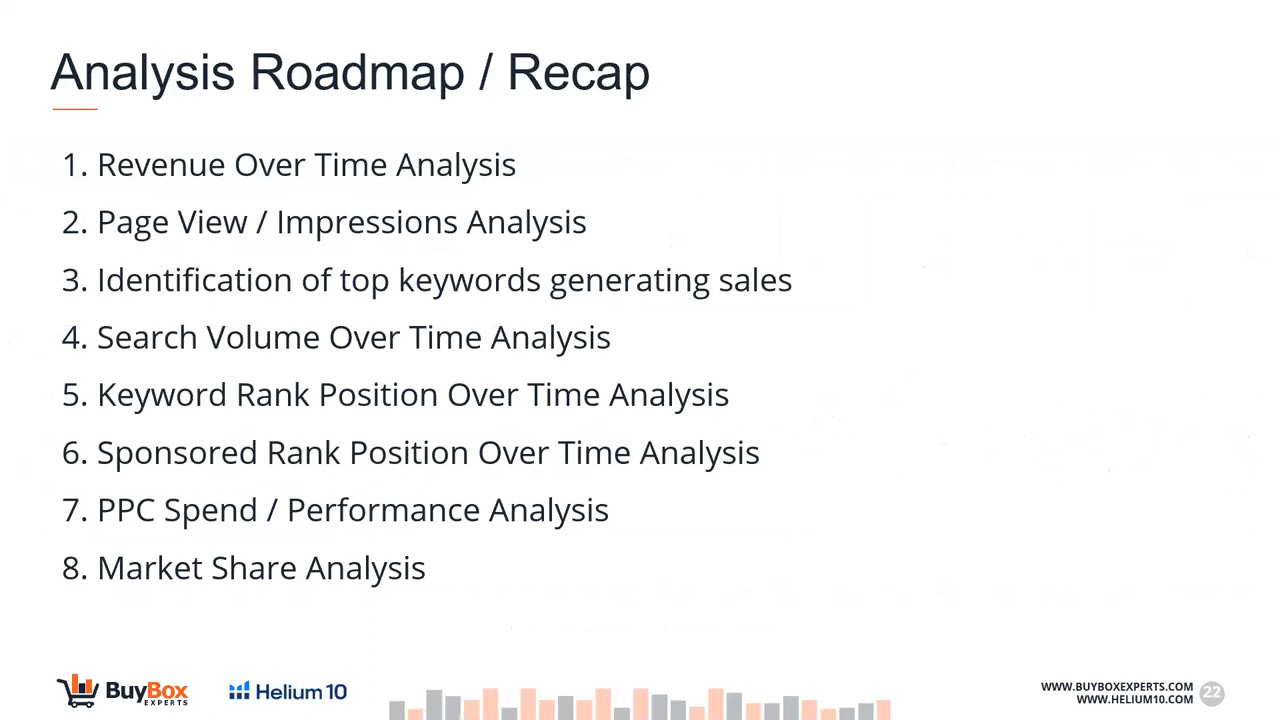 Analysis Roadmap / Recap
1. Revenue Over Time Analysis
2. Page View / Impressions Analysis
3. Identification of top keywords generating sales
4. Search Volume Over Time Analysis
5. Keyword Rank Position Over Time Analysis
6. Sponsored Rank Position Over Time Analysis
7. PPC Spend / Performance Analysis
8. Market Share Analysis
BuyBox
EXPERTS
Helium 10
WWW.BUYBOXEXPERTS.COM
WWW.HELIUM10.COM
22